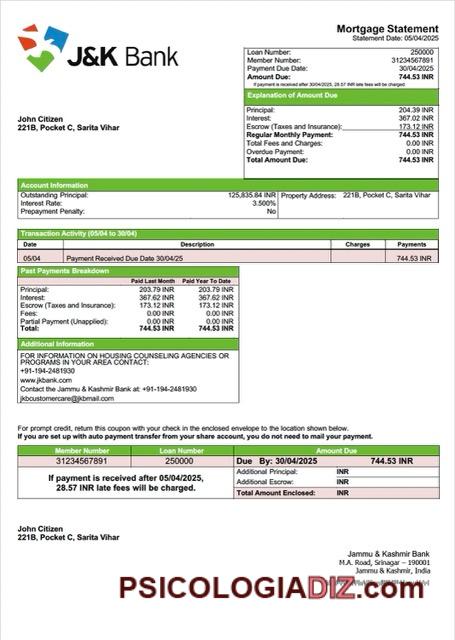 Mortgage Statement
Statement Date: 05/04/2025
J&K Bank
Loan Number: 250000
Member Number: 31234567891
Payment Due Date: 30/04/2025
Amount Due: 744.53 INR
If payment is received after 30/04/2025, 28.57 INR late fees will be charged.
Explanation of Amount Due
Principal: 204.39 INR
Interest: 367.02 INR
Escrow (Taxes and Insurance): 173.12 INR
Regular Monthly Payment: 744.53 INR
Total Fees and Charges: 0.00 INR
Overdue Payment: 0.00 INR
Total Amount Due: 744.53 INR
John Citizen
221B, Pocket C, Sarita Vihar
Account Information
Outstanding Principal: 125,835.84 INR Property Address: 221B, Pocket C, Sarita Vihar
Interest Rate: 3.500%
Prepayment Penalty: No
Transaction Activity (05/04 to 30/04)
Date Description Charges Payments
05/04 Payment Received Due Date 30/04/25 744.53 INR
Past Payments Breakdown
Paid Last Month Paid Year To Date
Principal: 203.79 INR 203.79 INR
Interest: 367.62 INR 367.62 INR
Escrow (Taxes and Insurance): 173.12 INR 173.12 INR
Fees: 0.00 INR 0.00 INR
Partial Payment (Unapplied): 0.00 INR 0.00 INR
Total: 744.53 INR 744.53 INR
Additional Information
FOR INFORMATION ON HOUSING COUNSELING AGENCIES OR
PROGRAMS IN YOUR AREA CONTACT:
+91-194-2481930
www.jkbank.com
Contact the Jammu & Kashmir Bank at: +91-194-2481930
jkbcustomercare@jkbmail.com
For prompt credit, return this coupon with your check in the enclosed envelope to the location shown below.
If you are set up with auto payment transfer from your share account, you do not need to mail your payment.
Member Number Loan Number Amount Due
31234567891 250000 Due By: 30/04/2025 744.53 INR
If payment is received after 05/04/2025,
28.57 INR late fees will be charged.
Additional Principal: INR
Additional Escrow: INR
Total Amount Enclosed: INR
John Citizen
221B, Pocket C, Sarita Vihar
Jammu & Kashmir Bank
M.A. Road, Srinagar – 190001
Jammu & Kashmir, India
PSICOLOGIADIZ.com